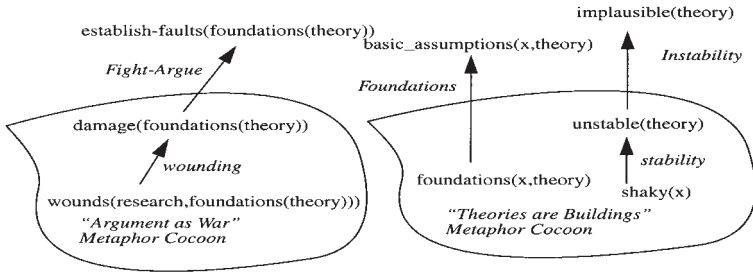 establish-faults(foundations(theory))
Fight-Argue
damage(foundations(theory))
wounding
wounds(research,foundations(theory)))
"Argument as War"
Metaphor Cocoon
implausible(theory)
basic_assumptions(x,theory)
Instability
Foundations
unstable(theory)
stability
foundations(x,theory)
shaky(x)
"Theories are Buildings"
Metaphor Cocoon